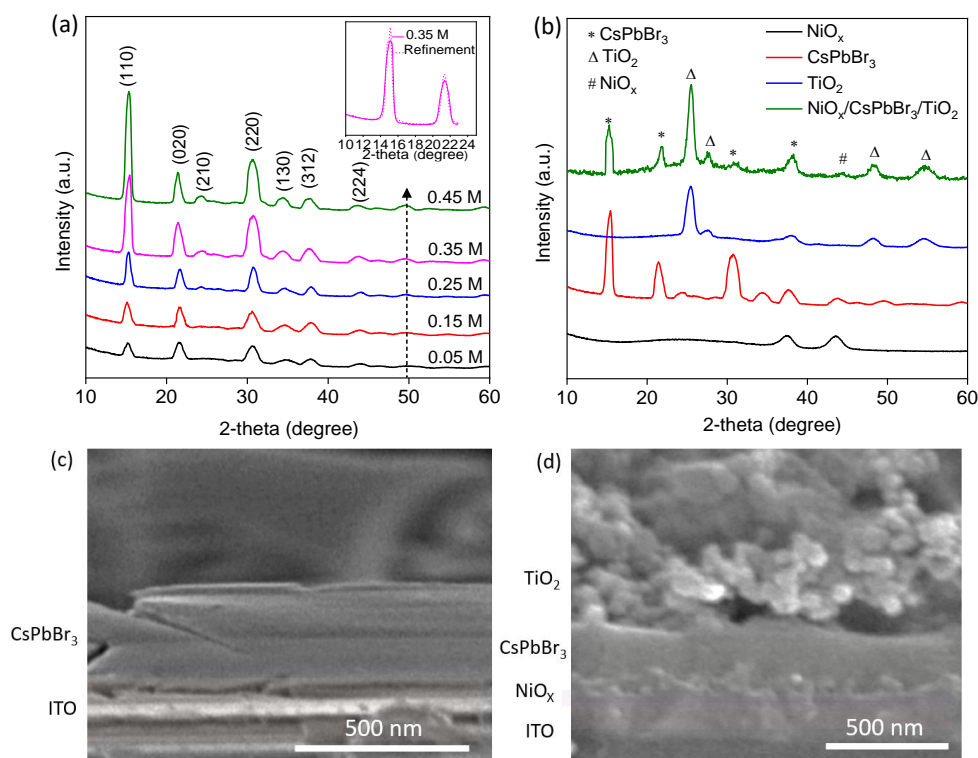 (a)
0.35 M
Refinement
10 12 14 16 18 20 22 24
2-theta (degree)
(110)
(020)
(210)
(220)
(130)
(312)
(224)
0.45 M
0.35 M
0.25 M
0.15 M
0.05 M
Intensity (a.u.)
10 20 30 40 50 60
2-theta (degree)
(b)
* CsPbBr3
Δ TiO2
# NiOx
NiOx
CsPbBr3
TiO2
NiOx/CsPbBr3/TiO2
* * Δ Δ * * # Δ Δ
Intensity (a.u.)
10 20 30 40 50 60
2-theta (degree)
(c)
CsPbBr3
ITO
500 nm
(d)
TiO2
CsPbBr3
NiOx
ITO
500 nm